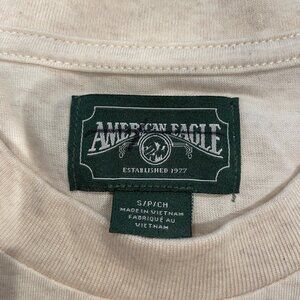 AMERICAN EAGLE
ESTABLISHED 1977
S/P/CH
MADE IN VIETNAM
FABRIQUÉ AU
VIETNAM